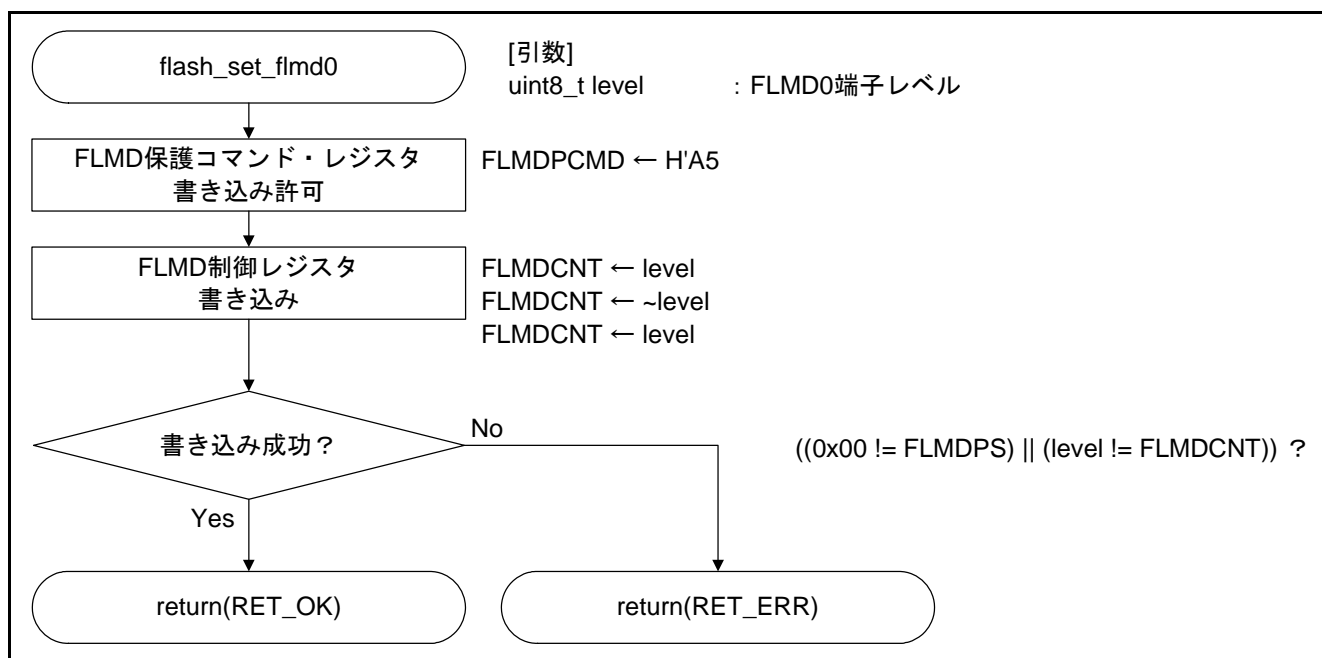 flash_set_flmd0
[引数]
uint8_t level : FLMD0端子レベル
FLMD保護コマンド・レジスタ
書き込み許可
FLMDPCMD ← H'A5
FLMD制御レジスタ
書き込み
FLMDCNT ← level
FLMDCNT ← ~level
FLMDCNT ← level
書き込み成功？
No
((0x00 != FLMDPS) || (level != FLMDCNT)) ？
Yes
return(RET_OK)
return(RET_ERR)